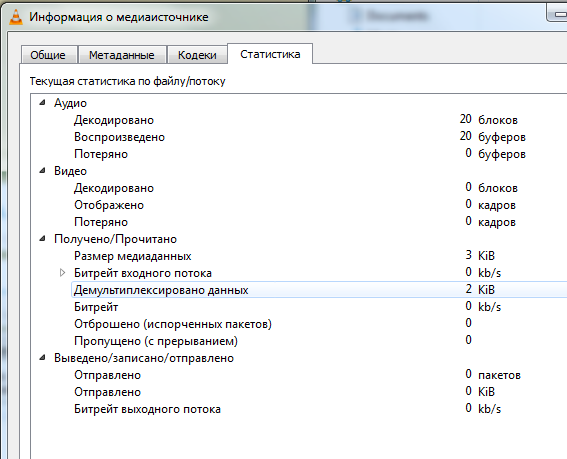 Documents
Информация о медиаисточнике
Общие Метаданные Кодеки Статистика
Текущая статистика по файлу/потоку
Аудио
Декодировано 20 блоков
Воспроизведено 20 буферов
Потеряно 0 буферов
Видео
Декодировано 0 блоков
Отображено 0 кадров
Потеряно 0 кадров
Получено/Прочитано
Размер медиаданных 3 KiB
Битрейт входного потока 0 kb/s
Демультиплексировано данных 2 KiB
Битрейт 0 kb/s
Отброшено (испорченных пакетов) 0
Пропущено (с прерыванием) 0
Выведено/записано/отправлено
Отправлено 0 пакетов
Отправлено 0 KiB
Битрейт выходного потока 0 kb/s